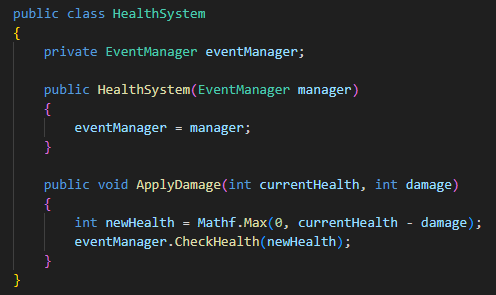 public class HealthSystem
{
    private EventManager eventManager;

    public HealthSystem(EventManager manager)
    {
        eventManager = manager;
    }

    public void ApplyDamage(int currentHealth, int damage)
    {
        int newHealth = Mathf.Max(0, currentHealth - damage);
        eventManager.CheckHealth(newHealth);
    }
}